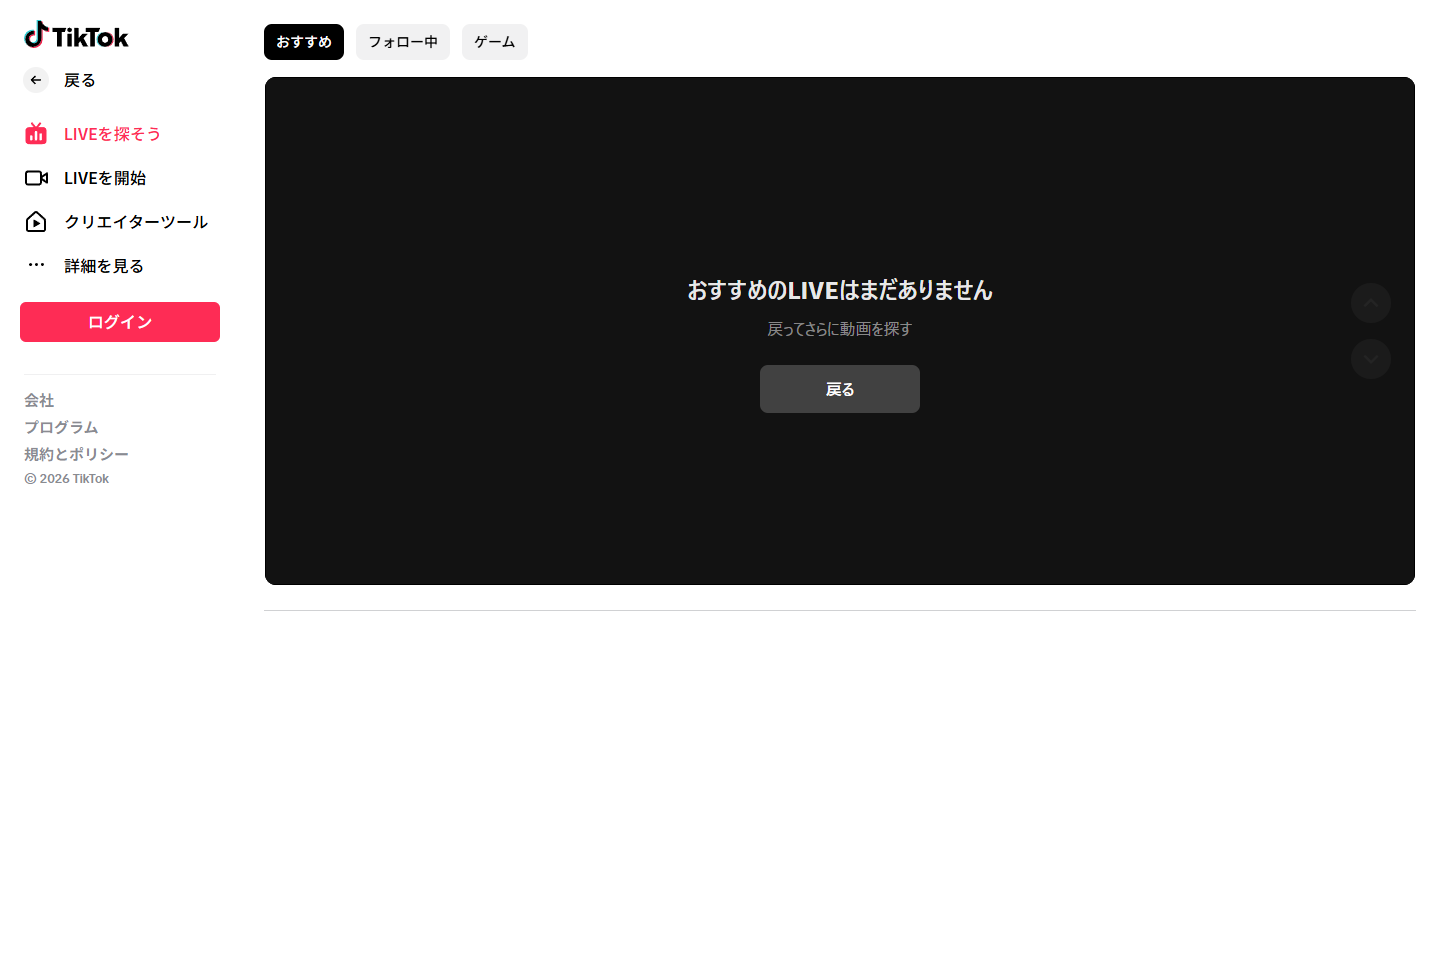 TikTok
戻る
LIVEを探そう
LIVEを開始
クリエイターツール
詳細を見る
ログイン
会社
プログラム
規約とポリシー
© 2026 TikTok
おすすめ
フォロー中
ゲーム
おすすめのLIVEはまだありません
戻ってさらに動画を探す
戻る